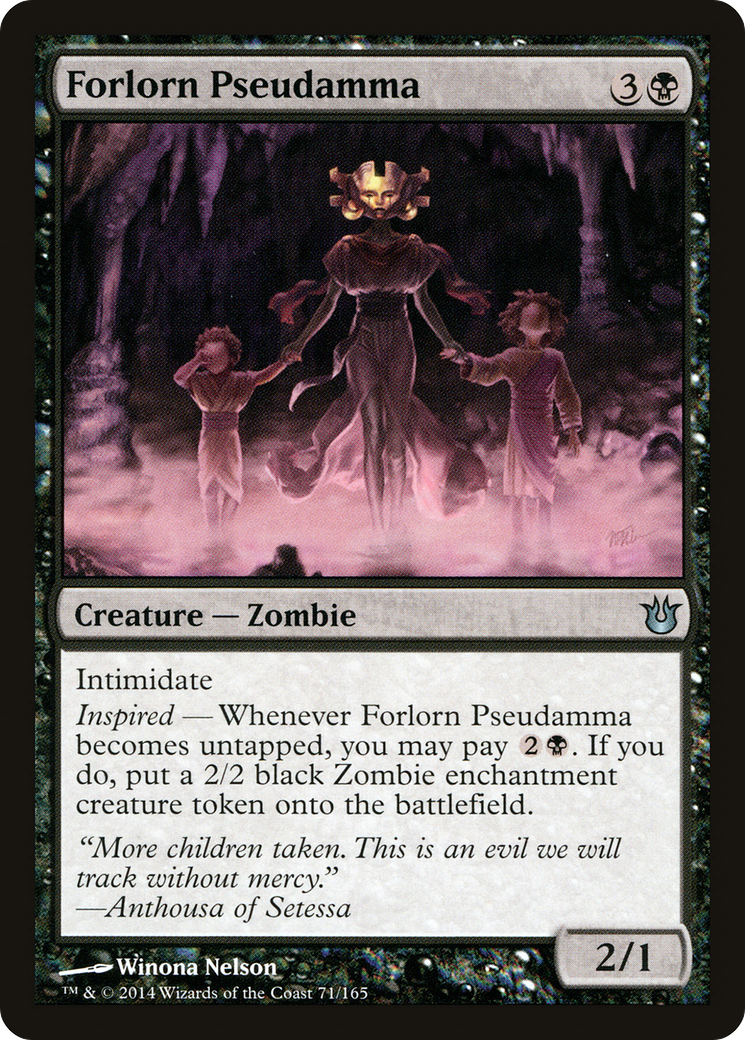 Forlorn Pseudamma 3
Creature — Zombie
Intimidate
Inspired — Whenever Forlorn Pseudamma
becomes untapped, you may pay 2. If you
do, put a 2/2 black Zombie enchantment
creature token onto the battlefield.
“More children taken. This is an evil we will
track without mercy.”
—Anthousa of Setessa
2/1
Winona Nelson
™ & © 2014 Wizards of the Coast 71/165